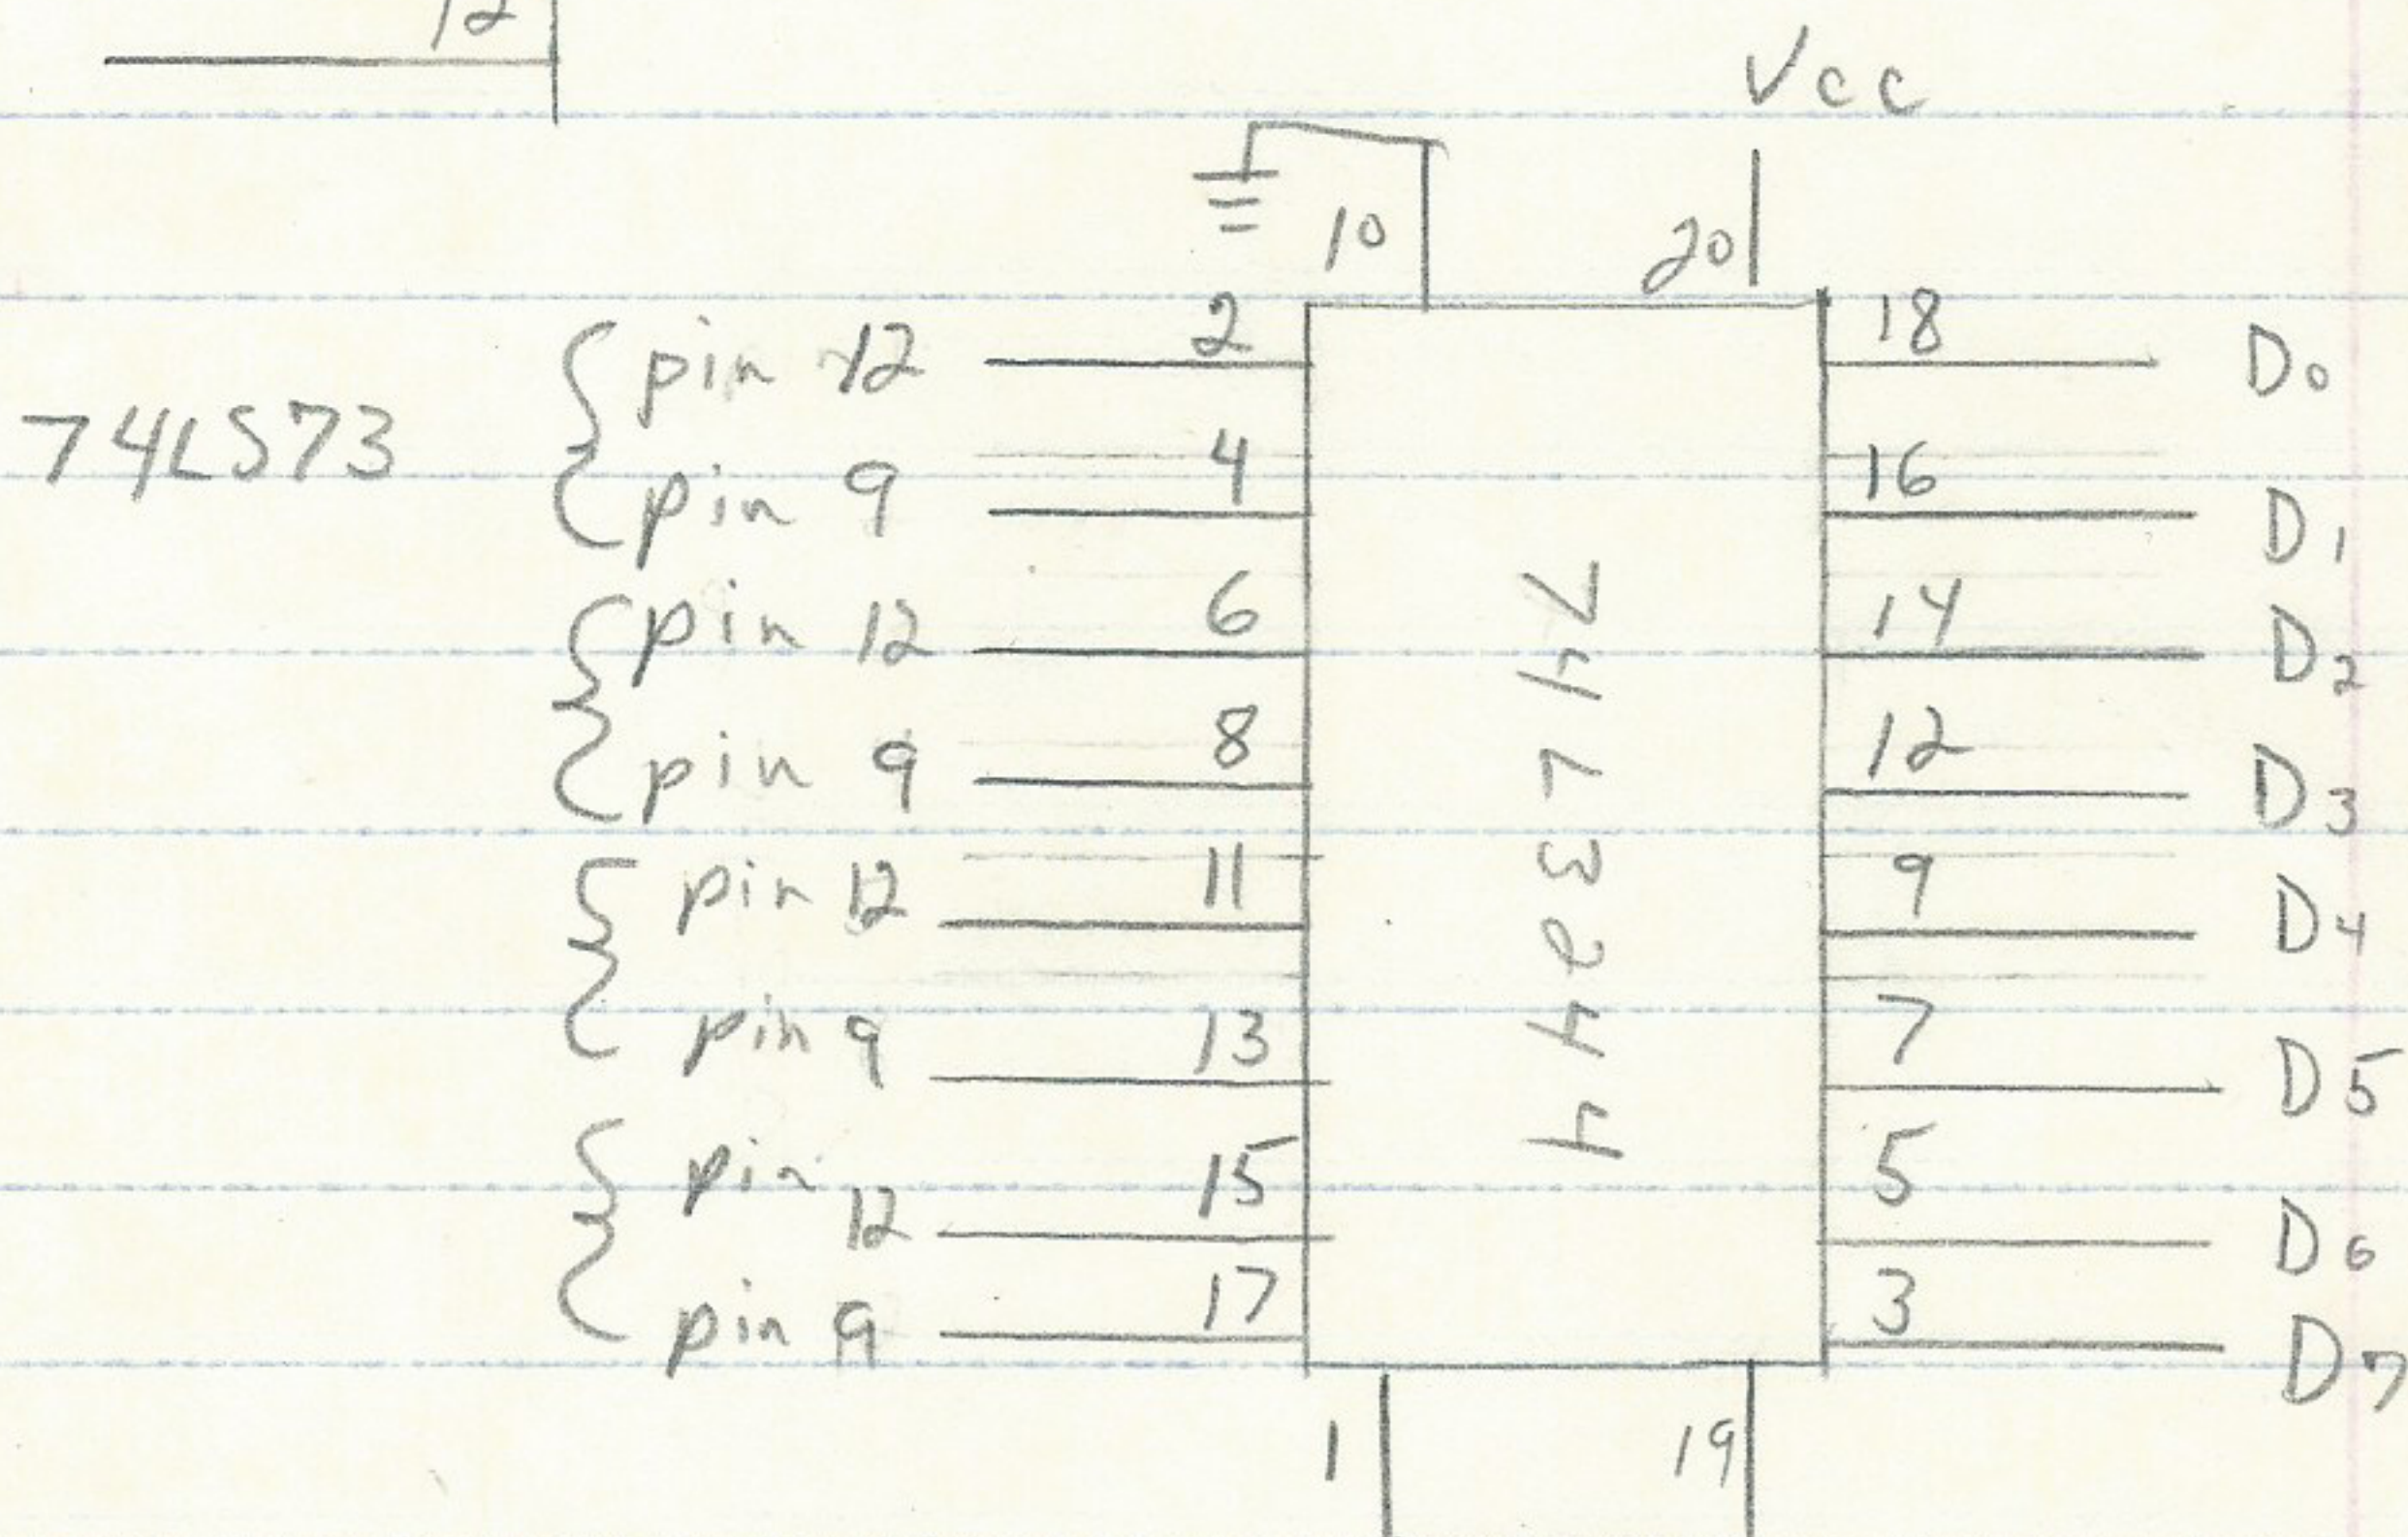 12
Vcc
10 20
2 18
pin 12 D0
74LS73
4 16
pin 9 D1
6 14
pin 12 D2
8 12
pin 9 D3
11 9
pin 12 D4
13 7
pin 9 D5
15 5
pin 12 D6
17 3
pin 9 D7
74L3244
1 19